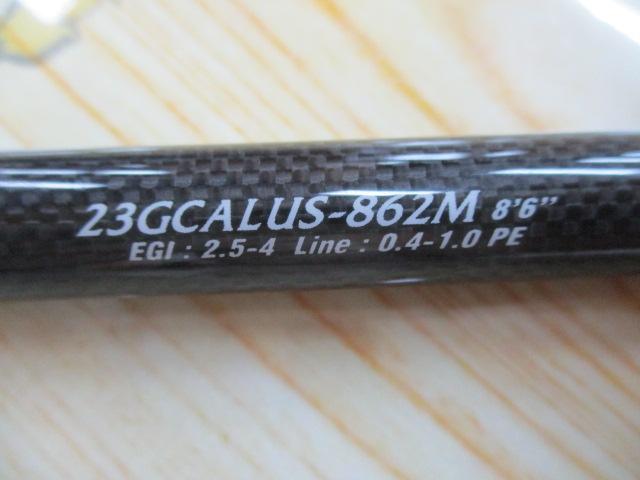 23GCALUS-862M 8'6"
EGI : 2.5-4 Line : 0.4-1.0 PE